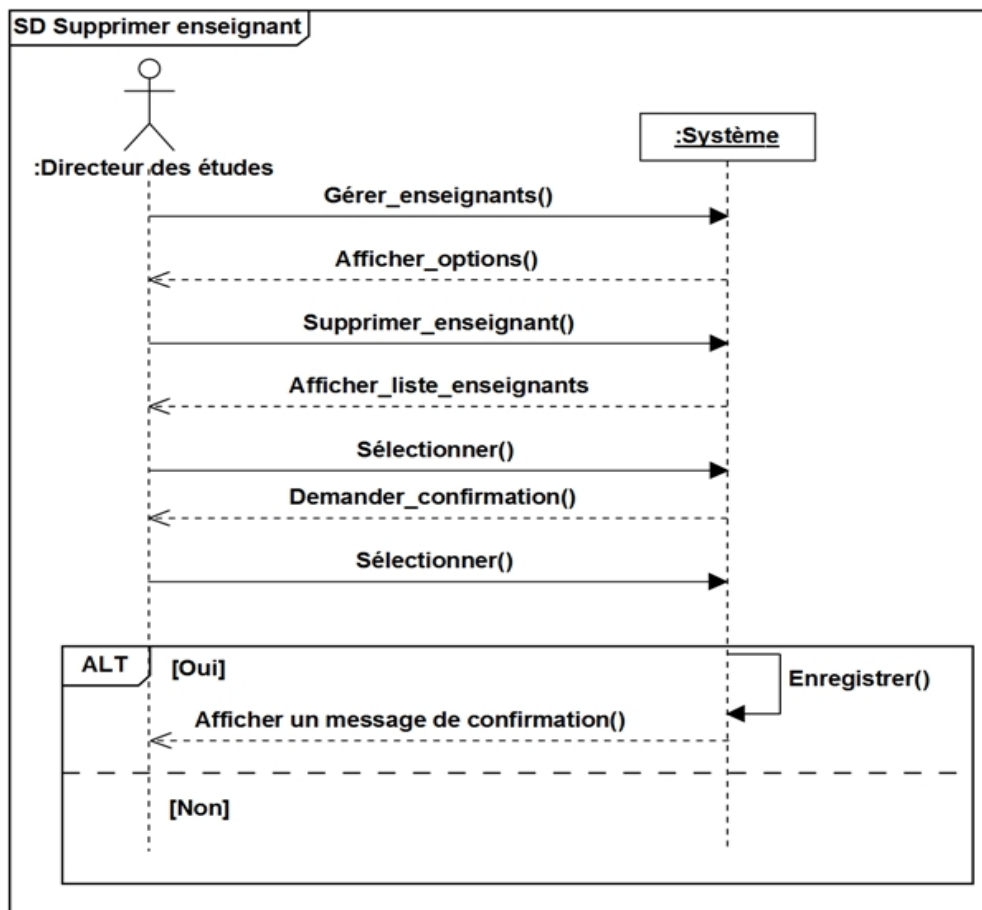 SD Supprimer enseignant
:Directeur des études
:Système
Gérer_enseignants()
Afficher_options()
Supprimer_enseignant()
Afficher_liste_enseignants
Sélectionner()
Demander_confirmation()
Sélectionner()
ALT
[Oui]
Enregistrer()
Afficher un message de confirmation()
[Non]